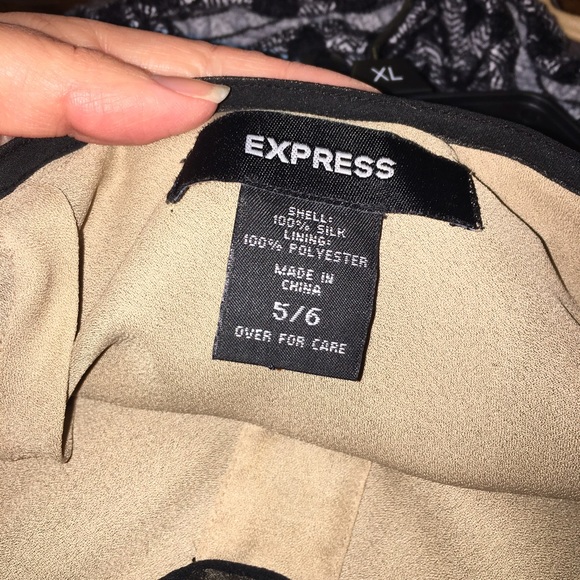 XL
EXPRESS
SHELL:
100% SILK
LINING:
100% POLYESTER
MADE IN
CHINA
5/6
OVER FOR CARE